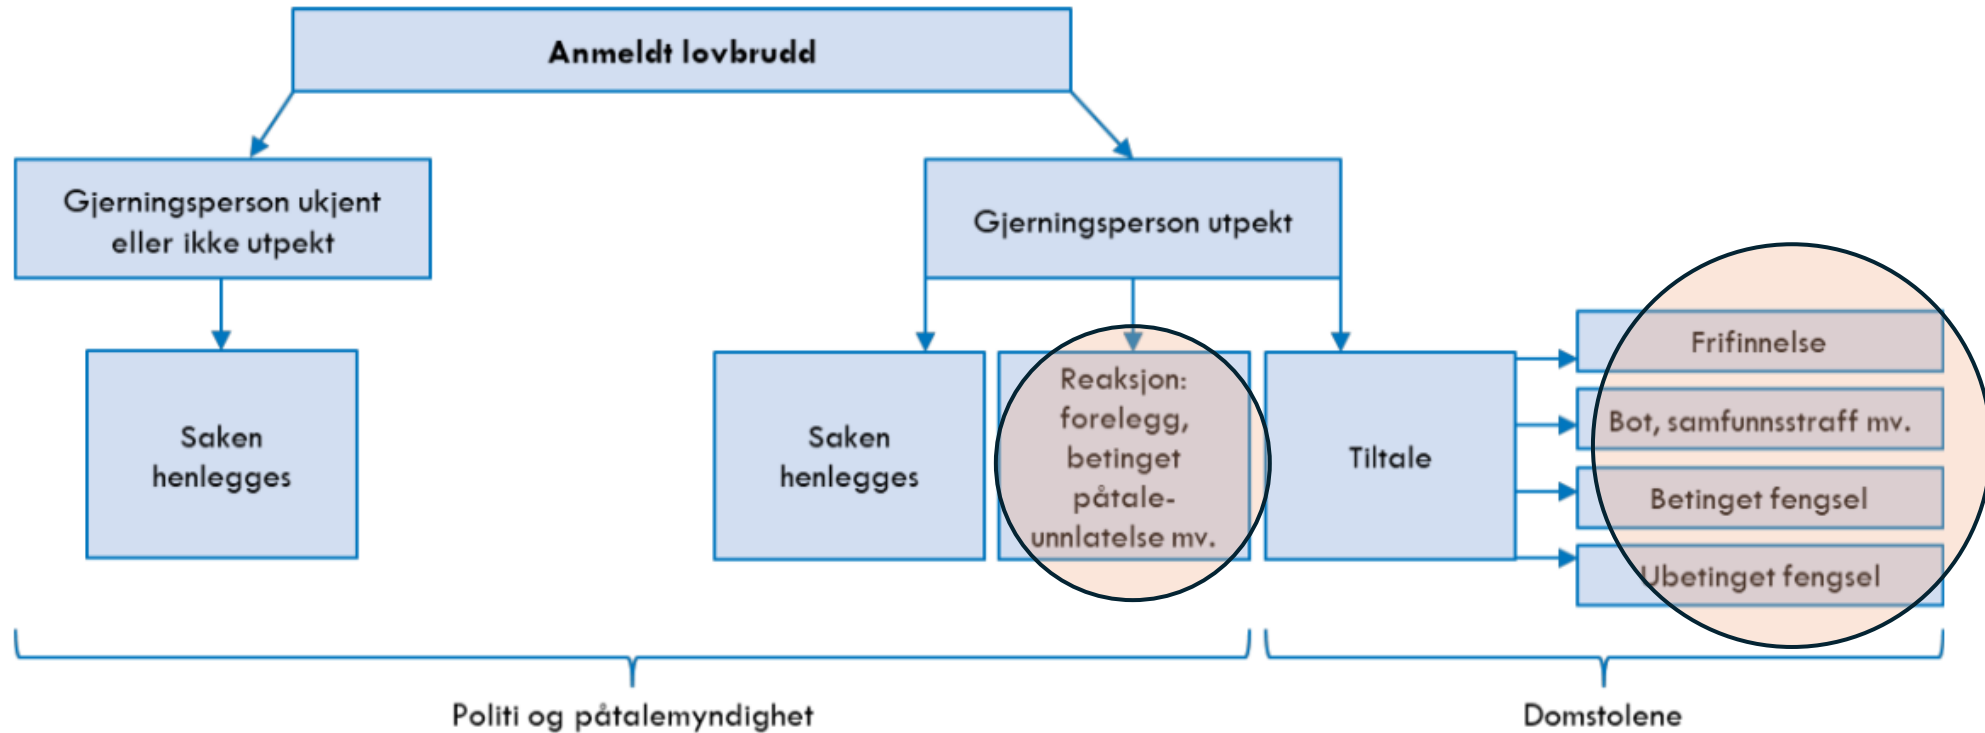 Anmeldt lovbrudd
Gjerningsperson ukjent
eller ikke utpekt
Gjerningsperson utpekt
Saken
henlegges
Saken
henlegges
Reaksjon:
forelegg,
betinget
påtale-
unnlatelse mv.
Tiltale
Frifinnelse
Bot, samfunnsstraff mv.
Betinget fengsel
Ubetinget fengsel
Politi og påtalemyndighet
Domstolene